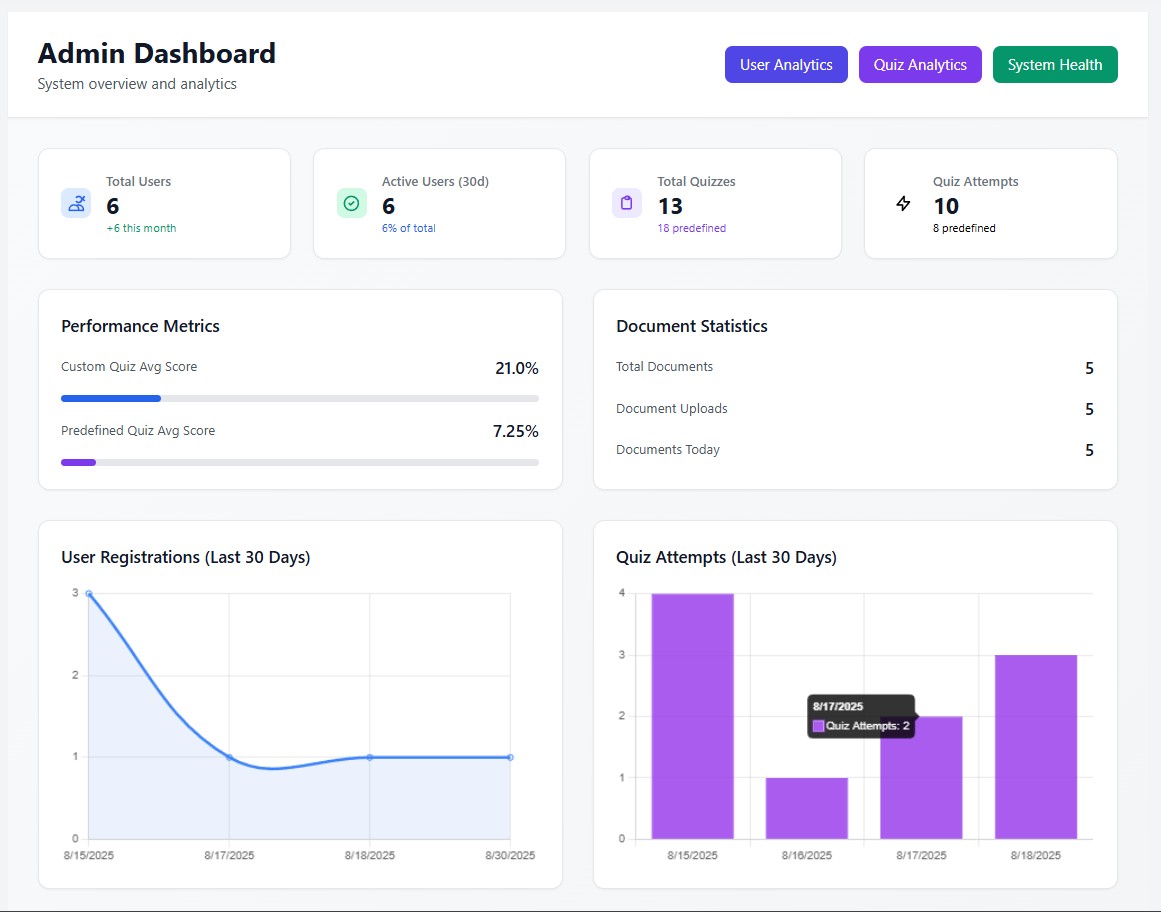 Admin Dashboard
System overview and analytics
User Analytics
Quiz Analytics
System Health
Total Users
6
+6 this month
Active Users (30d)
6
6% of total
Total Quizzes
13
18 predefined
Quiz Attempts
10
8 predefined
Performance Metrics
Custom Quiz Avg Score 21.0%
Predefined Quiz Avg Score 7.25%
Document Statistics
Total Documents 5
Document Uploads 5
Documents Today 5
User Registrations (Last 30 Days)
3
2
1
0
8/15/2025 8/17/2025 8/18/2025 8/30/2025
Quiz Attempts (Last 30 Days)
4
3
2
1
0
8/17/2025
Quiz Attempts: 2
8/15/2025 8/16/2025 8/17/2025 8/18/2025